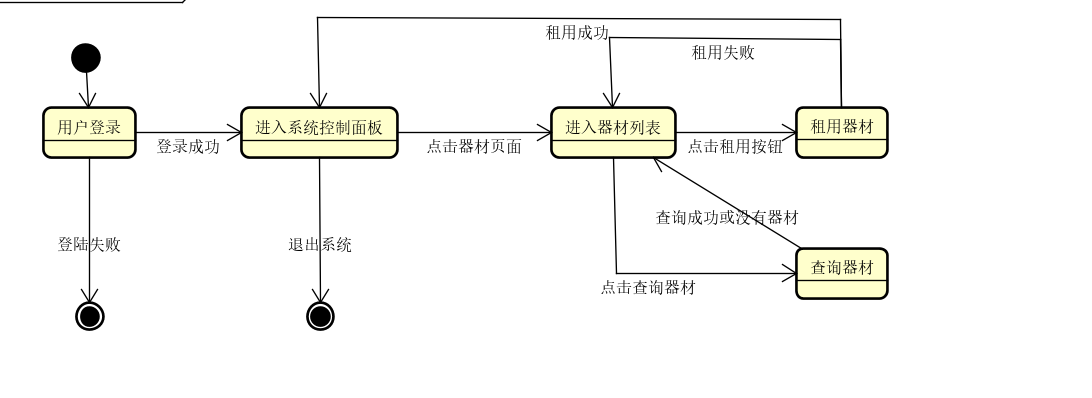 租用成功
租用失败
用户登录
进入系统控制面板
进入器材列表
租用器材
登录成功
点击器材页面
点击租用按钮
查询成功或没有器材
登陆失败
退出系统
查询器材
点击查询器材